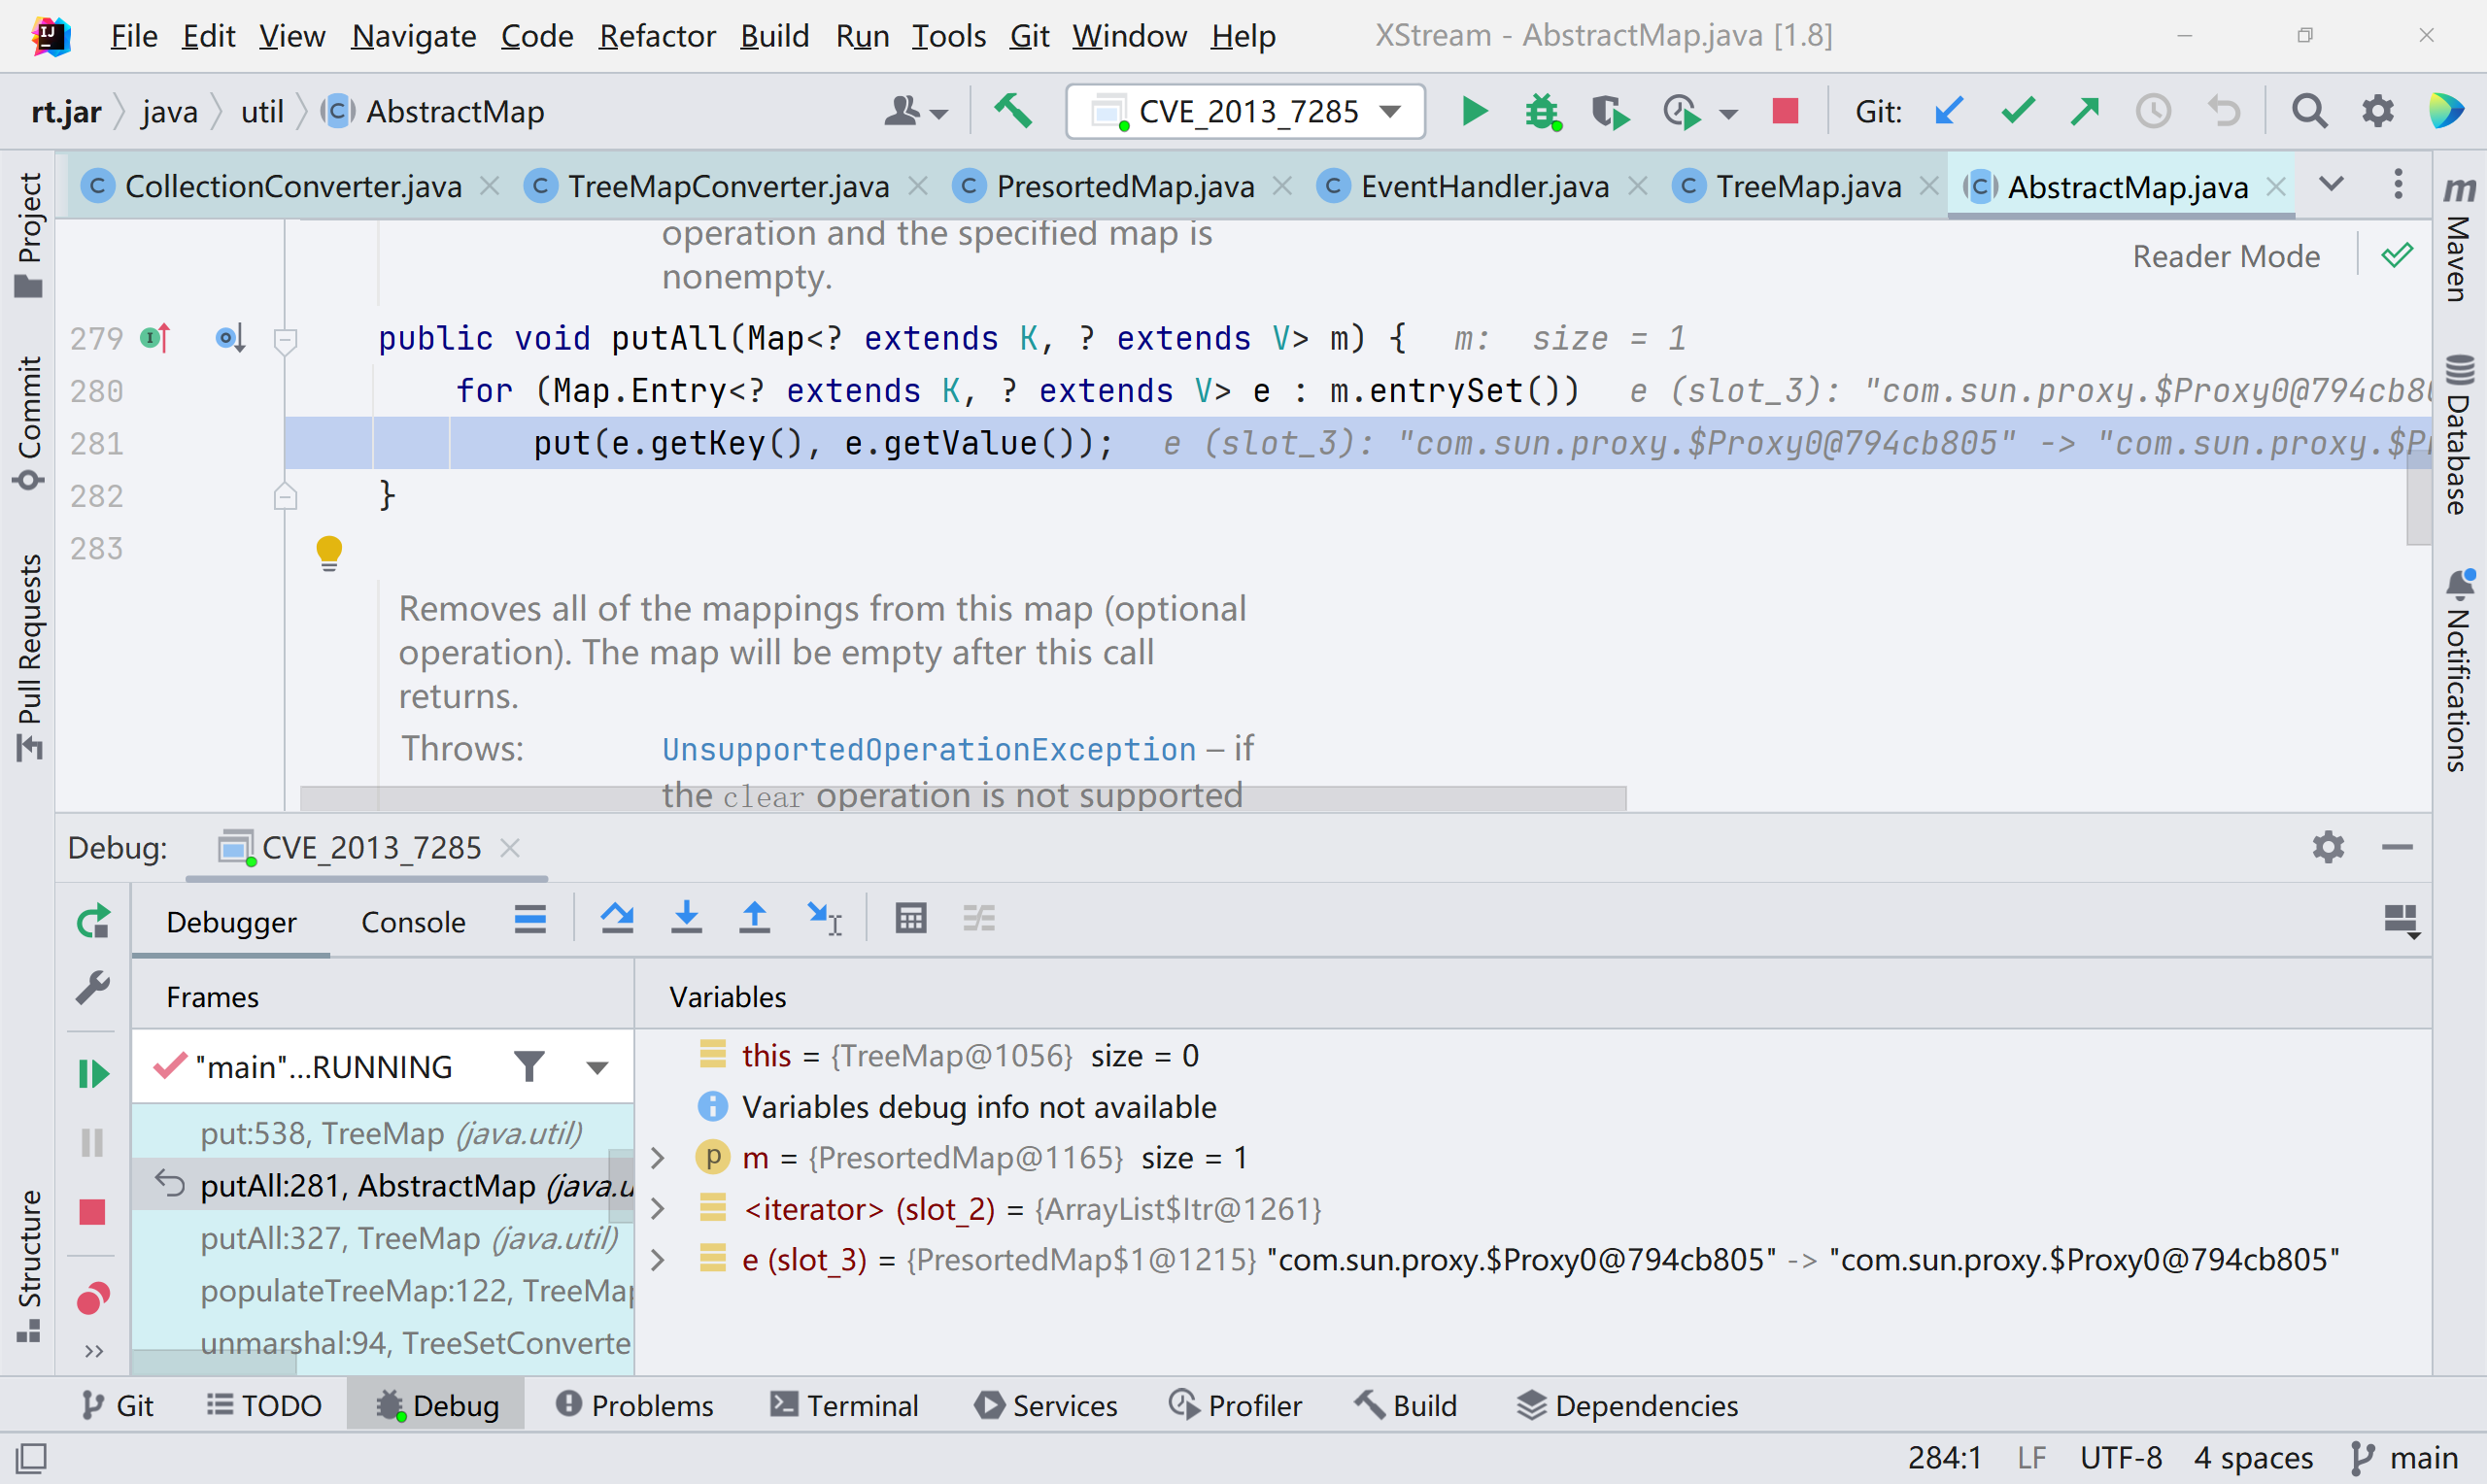 File Edit View Navigate Code Refactor Build Run Tools Git Window Help XStream - AbstractMap.java [1.8]
rt.jar java util C AbstractMap CVE_2013_7285 Git:
CollectionConverter.java TreeMapConverter.java PresortedMap.java EventHandler.java TreeMap.java AbstractMap.java
operation and the specified map is
nonempty.
Reader Mode
279 public void putAll(Map<? extends K, ? extends V> m) { m: size = 1
280 for (Map.Entry<? extends K, ? extends V> e : m.entrySet()) e (slot_3): "com.sun.proxy.$Proxy0@794cb80
281 put(e.getKey(), e.getValue()); e (slot_3): "com.sun.proxy.$Proxy0@794cb805" -> "com.sun.proxy.$P
282 }
283
Removes all of the mappings from this map (optional
operation). The map will be empty after this call
returns.
Throws: UnsupportedOperationException – if
the clear operation is not supported
Project
Commit
Pull Requests
Structure
Maven
Database
Notifications
Debug: CVE_2013_7285
Debugger Console
Frames Variables
"main"...RUNNING
put:538, TreeMap (java.util)
putAll:281, AbstractMap (java.u
putAll:327, TreeMap (java.util)
populateTreeMap:122, TreeMap
unmarshal:94, TreeSetConverte
this = {TreeMap@1056} size = 0
Variables debug info not available
p m = {PresortedMap@1165} size = 1
<iterator> (slot_2) = {ArrayList$Itr@1261}
e (slot_3) = {PresortedMap$1@1215} "com.sun.proxy.$Proxy0@794cb805" -> "com.sun.proxy.$Proxy0@794cb805"
Git TODO Debug Problems Terminal Services Profiler Build Dependencies
284:1 LF UTF-8 4 spaces main